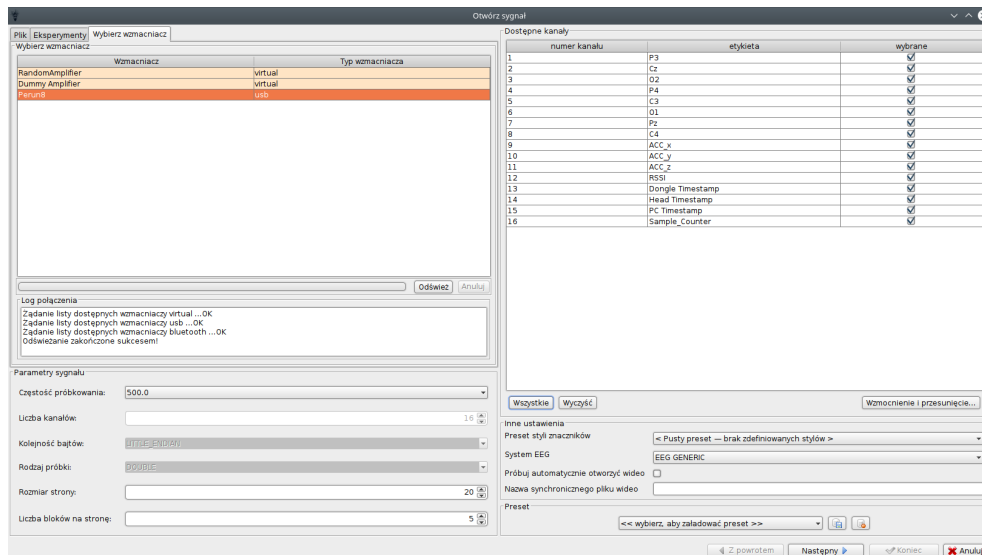 Otwórz sygnał
Plik Eksperymenty Wybierz wzmacniacz
Wybierz wzmacniacz
Wzmacniacz Typ wzmacniacza
RandomAmplifier virtual
Dummy Amplifier virtual
Perun8 usb
Odśwież Anuluj
Log połączenia
Żądanie listy dostępnych wzmacniaczy virtual ...OK
Żądanie listy dostępnych wzmacniaczy usb ...OK
Żądanie listy dostępnych wzmacniaczy bluetooth ...OK
Odświeżanie zakończone sukcesem!
Parametry sygnału
Częstość próbkowania: 500.0
Liczba kanałów: 16
Kolejność bajtów: LITTLE_ENDIAN
Rodzaj próbki: DOUBLE
Rozmiar strony: 20
Liczba bloków na stronę: 5
Dostępne kanały
numer kanału etykieta wybrane
1 P3
2 Cz
3 O2
4 P4
5 C3
6 O1
7 Pz
8 C4
9 ACC_x
10 ACC_y
11 ACC_z
12 RSSI
13 Dongle Timestamp
14 Head Timestamp
15 PC Timestamp
16 Sample_Counter
Wszystkie Wyczyść Wzmocnienie i przesunięcie...
Inne ustawienia
Preset styli znaczników < Pusty preset — brak zdefiniowanych stylów >
System EEG EEG GENERIC
Próbuj automatycznie otworzyć wideo
Nazwa synchronicznego pliku wideo
Preset
<< wybierz, aby załadować preset >>
Z powrotem Następny Koniec Anuluj